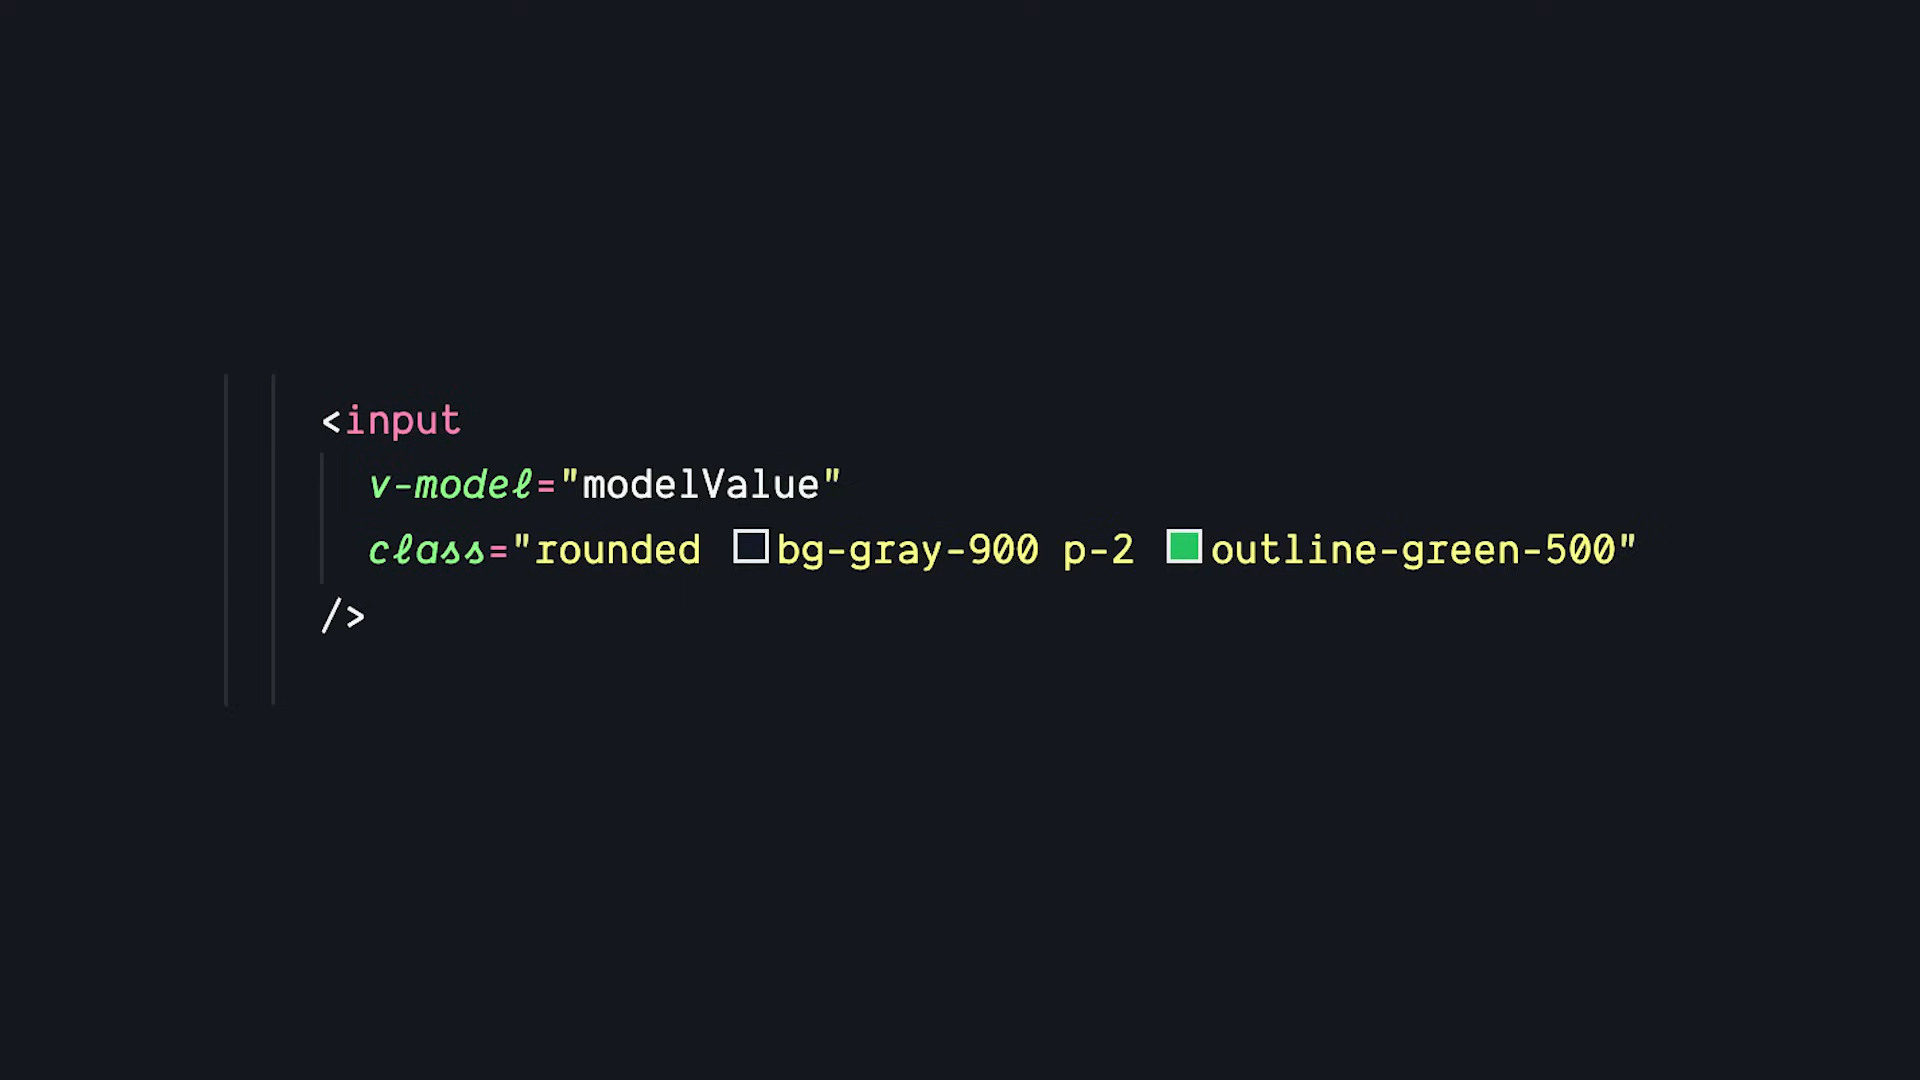 <input
v-model="modelValue"
class="rounded bg-gray-900 p-2 outline-green-500"
/>